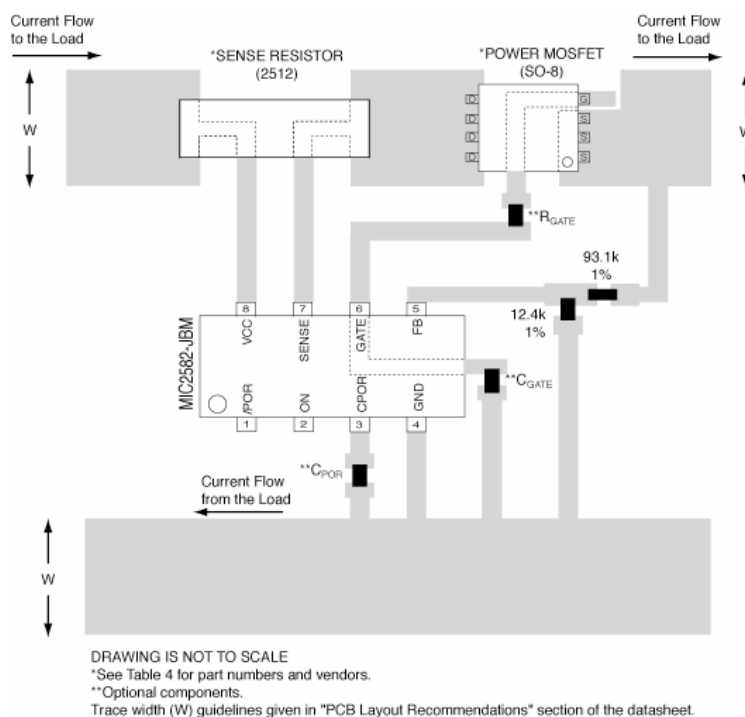 Current Flow
to the Load
*SENSE RESISTOR
(2512)
*POWER MOSFET
(SO-8)
Current Flow
to the Load
W
W
D
D
D
D
G
S
S
S
**RGATE
93.1k
1%
12.4k
1%
8
7
6
5
VCC
SENSE
GATE
FB
MIC2582-JBM
/POR
ON
CPOR
GND
1
2
3
4
**CGATE
**CPOR
Current Flow
from the Load
W
DRAWING IS NOT TO SCALE
*See Table 4 for part numbers and vendors.
**Optional components.
Trace width (W) guidelines given in "PCB Layout Recommendations" section of the datasheet.